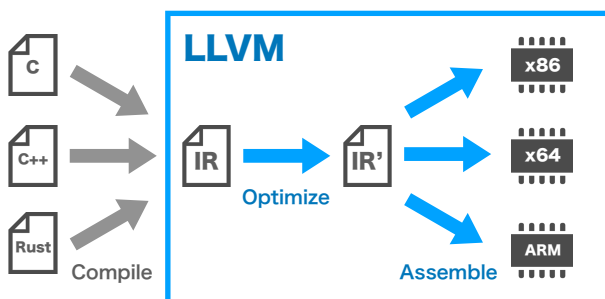 LLVM
C
C++
Rust
Compile
IR
Optimize
IR’
Assemble
x86
x64
ARM